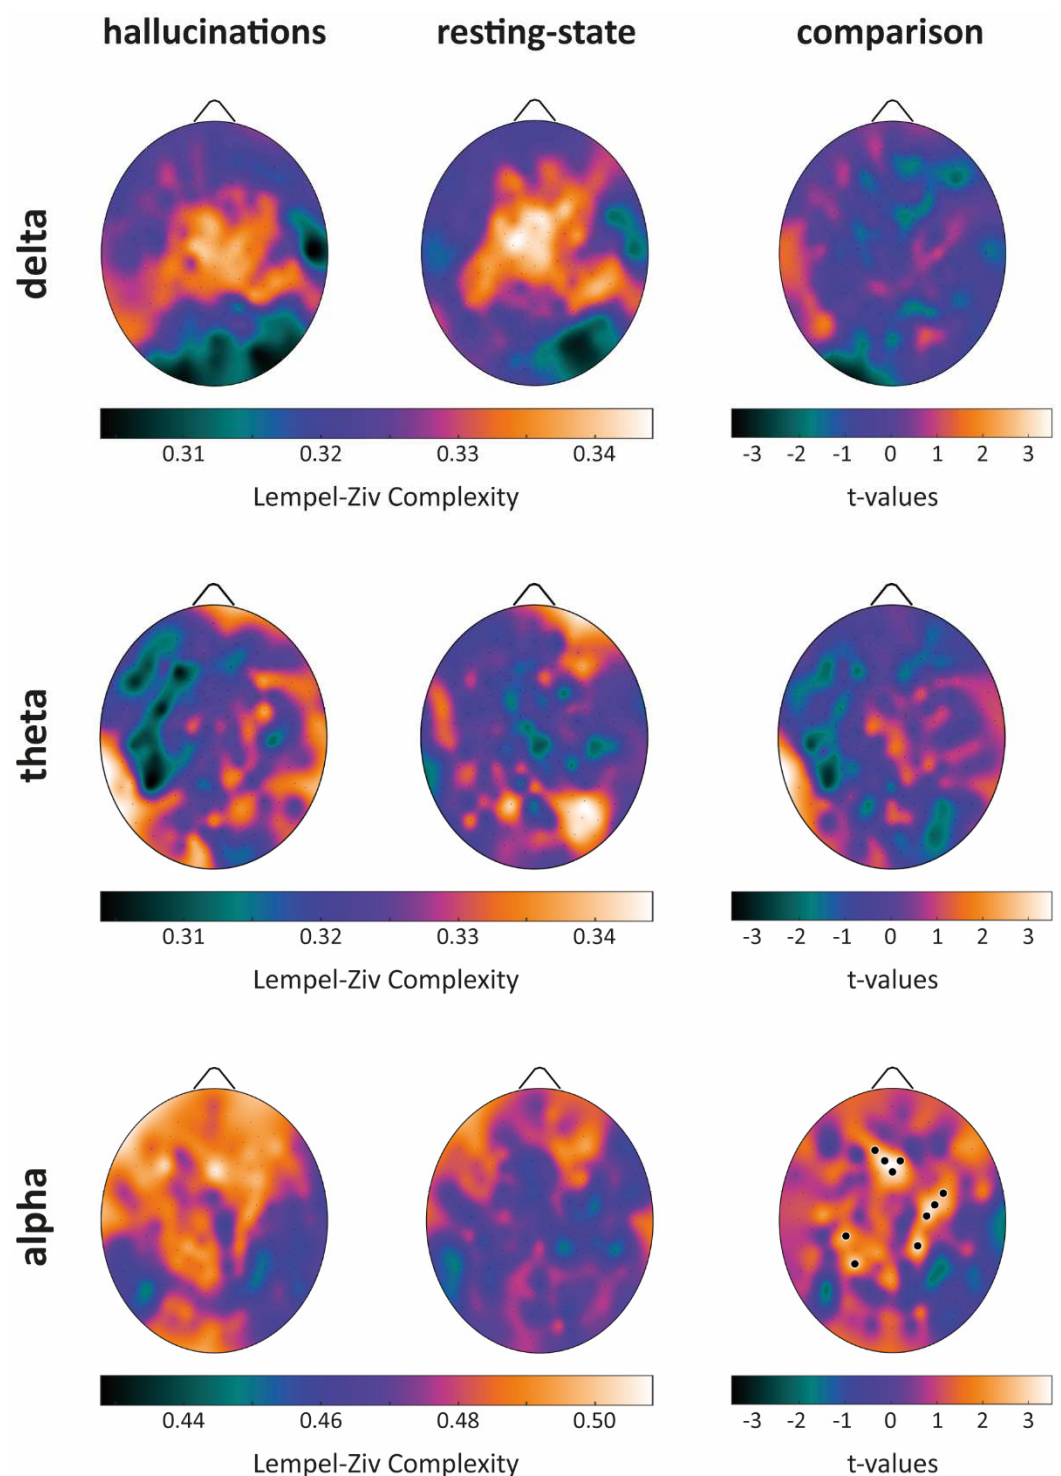 hallucinations resting-state comparison
delta
0.31 0.32 0.33 0.34
Lempel-Ziv Complexity
-3 -2 -1 0 1 2 3
t-values
theta
0.31 0.32 0.33 0.34
Lempel-Ziv Complexity
-3 -2 -1 0 1 2 3
t-values
alpha
0.44 0.46 0.48 0.50
Lempel-Ziv Complexity
-3 -2 -1 0 1 2 3
t-values